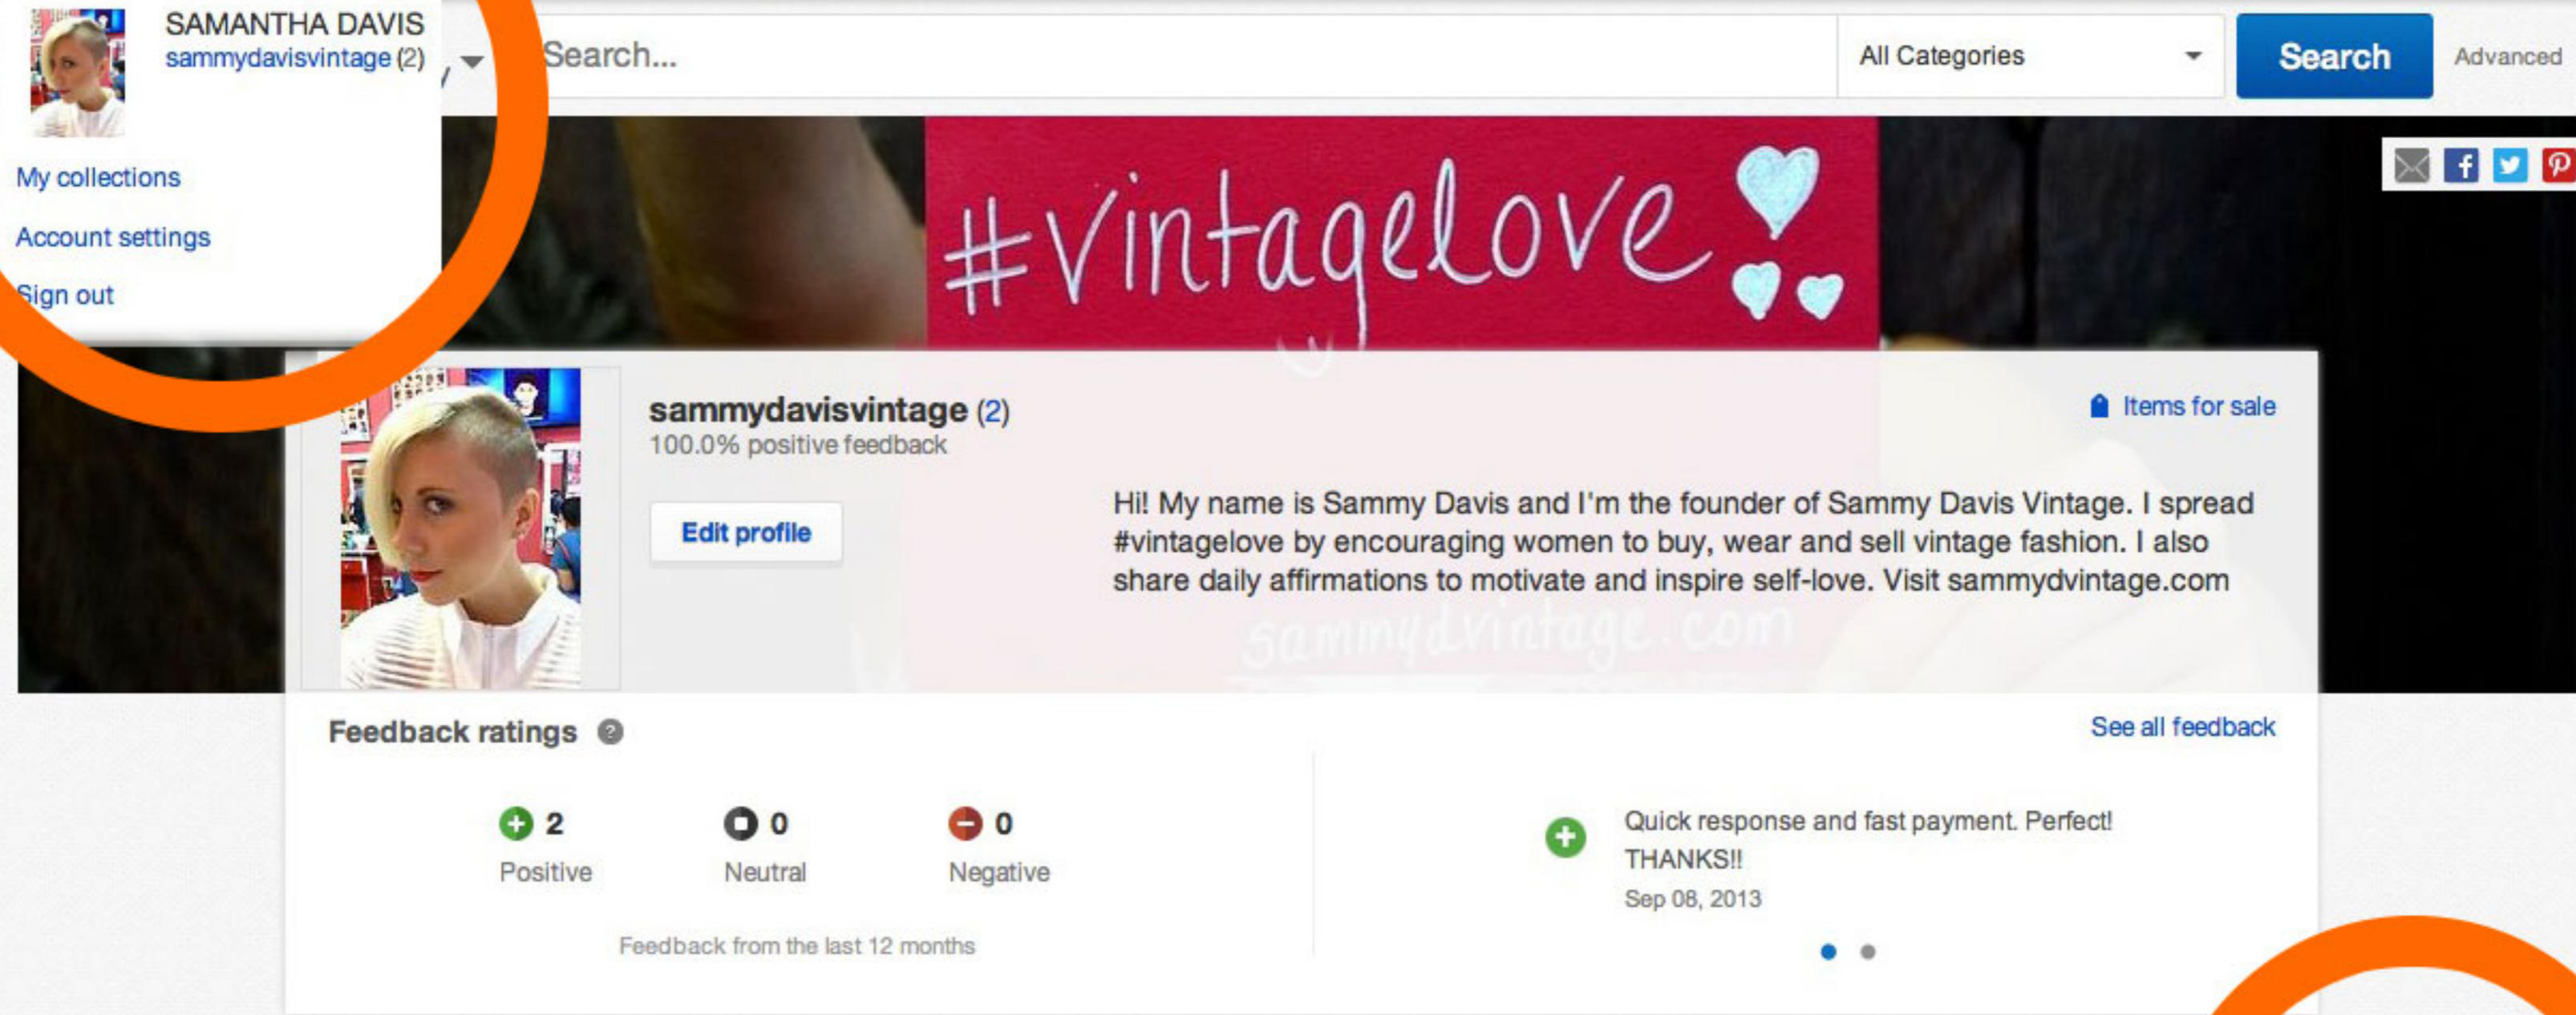 SAMANTHA DAVIS
sammydavisvintage (2)
My collections
Account settings
Sign out
Search...
All Categories
Search
Advanced
#vintagelove
sammydavisvintage (2)
100.0% positive feedback
Edit profile
Items for sale
Hi! My name is Sammy Davis and I'm the founder of Sammy Davis Vintage. I spread
#vintagelove by encouraging women to buy, wear and sell vintage fashion. I also
share daily affirmations to motivate and inspire self-love. Visit sammydvintage.com
sammydvintage.com
Feedback ratings
See all feedback
2
Positive
0
Neutral
0
Negative
Feedback from the last 12 months
Quick response and fast payment. Perfect!
THANKS!!
Sep 08, 2013